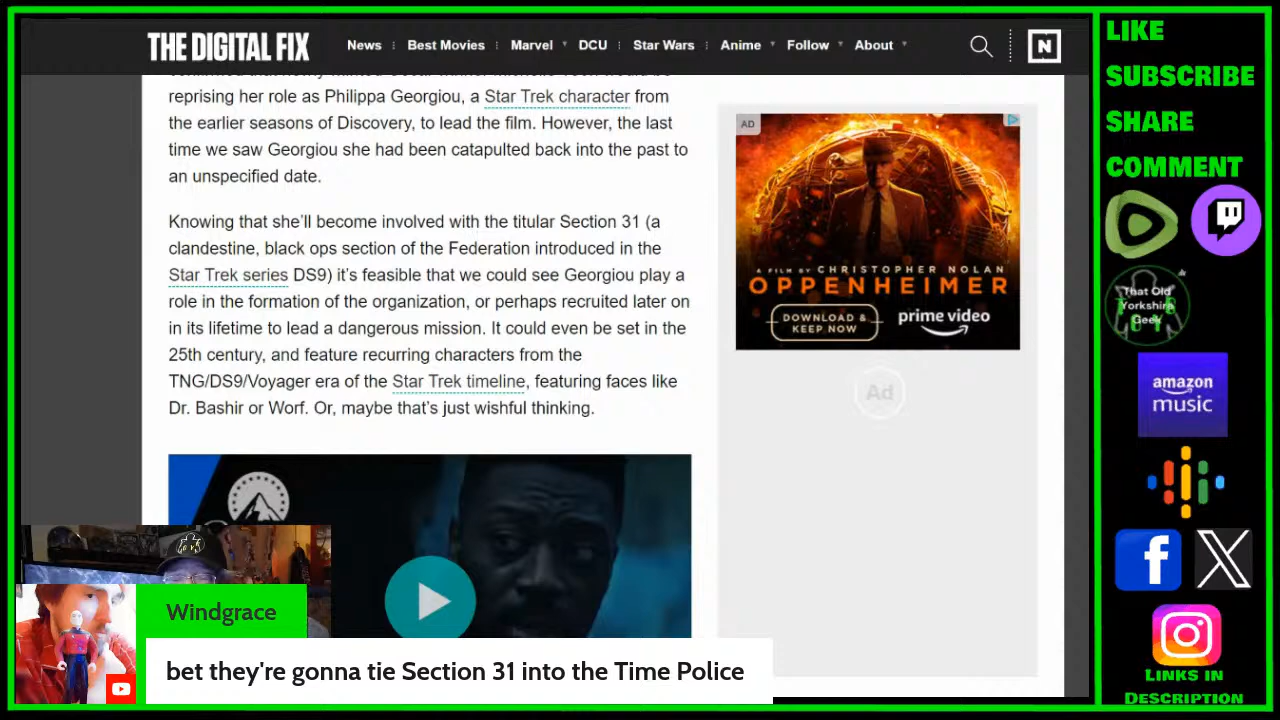 THE DIGITAL FIX
News
Best Movies
Marvel
DCU
Star Wars
Anime
Follow
About
N
reprising her role as Philippa Georgiou, a Star Trek character from
the earlier seasons of Discovery, to lead the film. However, the last
time we saw Georgiou she had been catapulted back into the past to
an unspecified date.
Knowing that she'll become involved with the titular Section 31 (a
clandestine, black ops section of the Federation introduced in the
Star Trek series DS9) it's feasible that we could see Georgiou play a
role in the formation of the organization, or perhaps recruited later on
in its lifetime to lead a dangerous mission. It could even be set in the
25th century, and feature recurring characters from the
TNG/DS9/Voyager era of the Star Trek timeline, featuring faces like
Dr. Bashir or Worf. Or, maybe that's just wishful thinking.
AD
A FILM BY CHRISTOPHER NOLAN
OPPENHEIMER
DOWNLOAD &
KEEP NOW
prime video
Ad
Windgrace
bet they're gonna tie Section 31 into the Time Police
LIKE
SUBSCRIBE
SHARE
COMMENT
That Old
Yorkshire
Geek
amazon
music
LINKS IN
DESCRIPTION